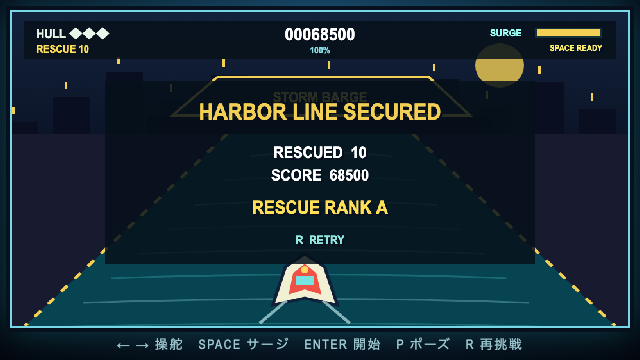 HULL ◆◆◆ 00068500 SURGE
RESCUE 10 100% SPACE READY
STORM BARGE
HARBOR LINE SECURED
RESCUED 10
SCORE 68500
RESCUE RANK A
R RETRY
← → 操舵 SPACE サージ ENTER 開始 P ポーズ R 再挑戦